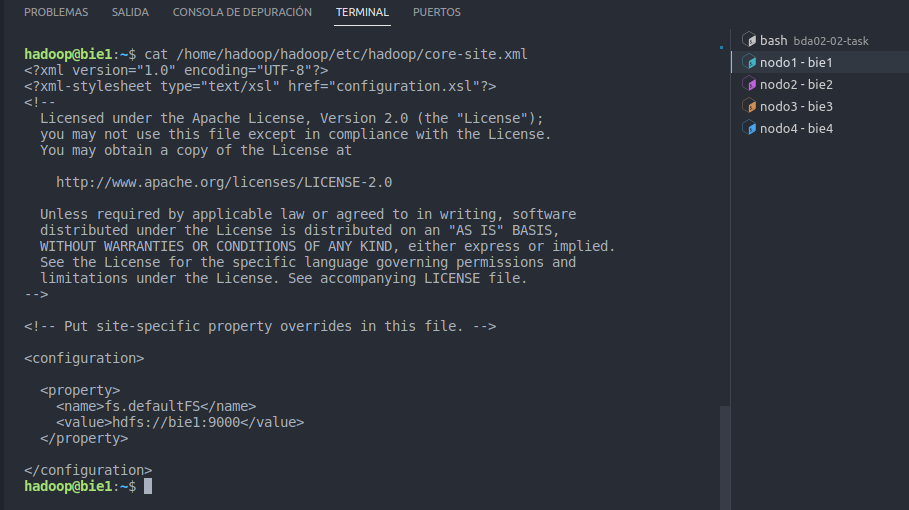 PROBLEMAS SALIDA CONSOLA DE DEPURACIÓN TERMINAL PUERTOS
hadoop@bie1:~$ cat /home/hadoop/hadoop/etc/hadoop/core-site.xml
<?xml version="1.0" encoding="UTF-8"?>
<?xml-stylesheet type="text/xsl" href="configuration.xsl"?>
<!--
  Licensed under the Apache License, Version 2.0 (the "License");
  you may not use this file except in compliance with the License.
  You may obtain a copy of the License at

    http://www.apache.org/licenses/LICENSE-2.0

  Unless required by applicable law or agreed to in writing, software
  distributed under the License is distributed on an "AS IS" BASIS,
  WITHOUT WARRANTIES OR CONDITIONS OF ANY KIND, either express or implied.
  See the License for the specific language governing permissions and
  limitations under the License. See accompanying LICENSE file.
-->

<!-- Put site-specific property overrides in this file. -->

<configuration>

  <property>
    <name>fs.defaultFS</name>
    <value>hdfs://bie1:9000</value>
  </property>

</configuration>
hadoop@bie1:~$
bash bda02-02-task
nodo1 - bie1
nodo2 - bie2
nodo3 - bie3
nodo4 - bie4